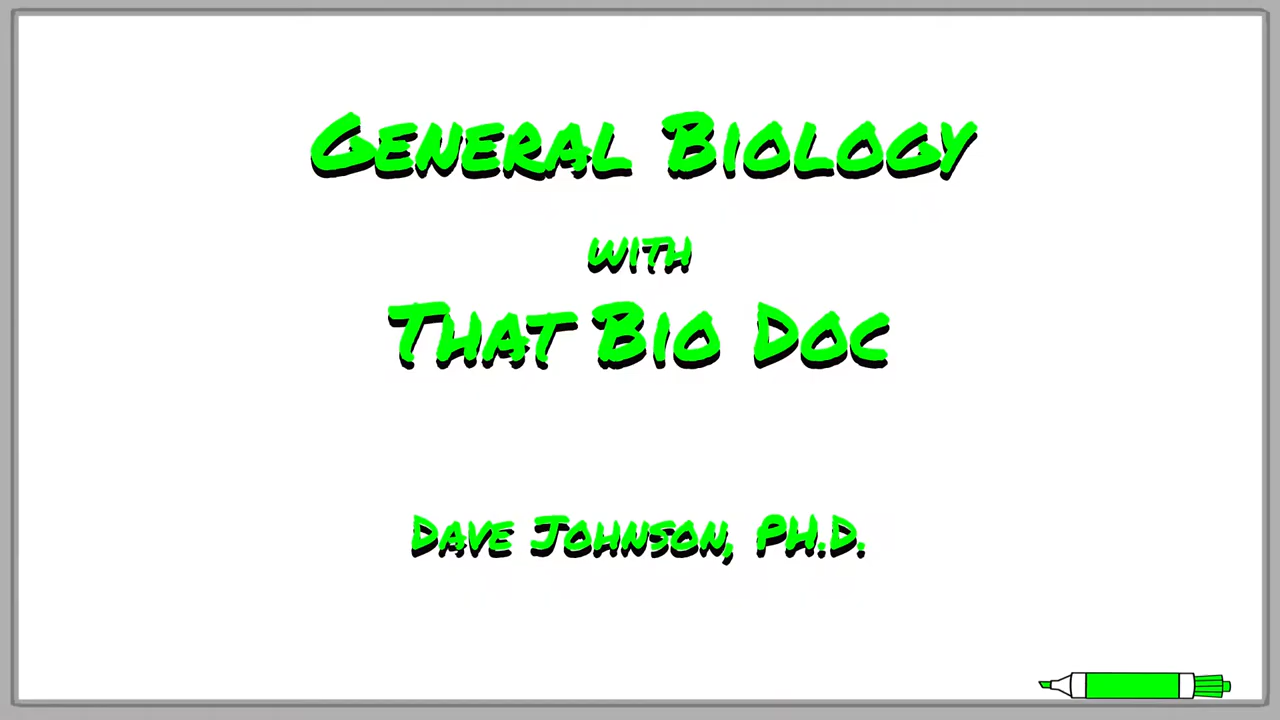 General Biology
with
That Bio Doc
Dave Johnson, PH.D.